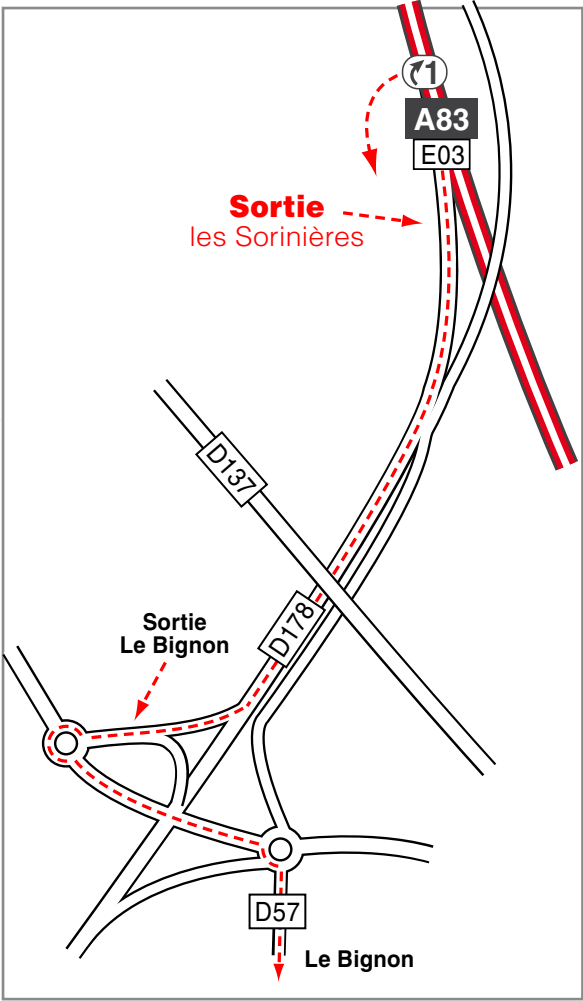 1
A83
E03
Sortie
les Sorinières
D137
D178
Sortie
Le Bignon
D57
Le Bignon